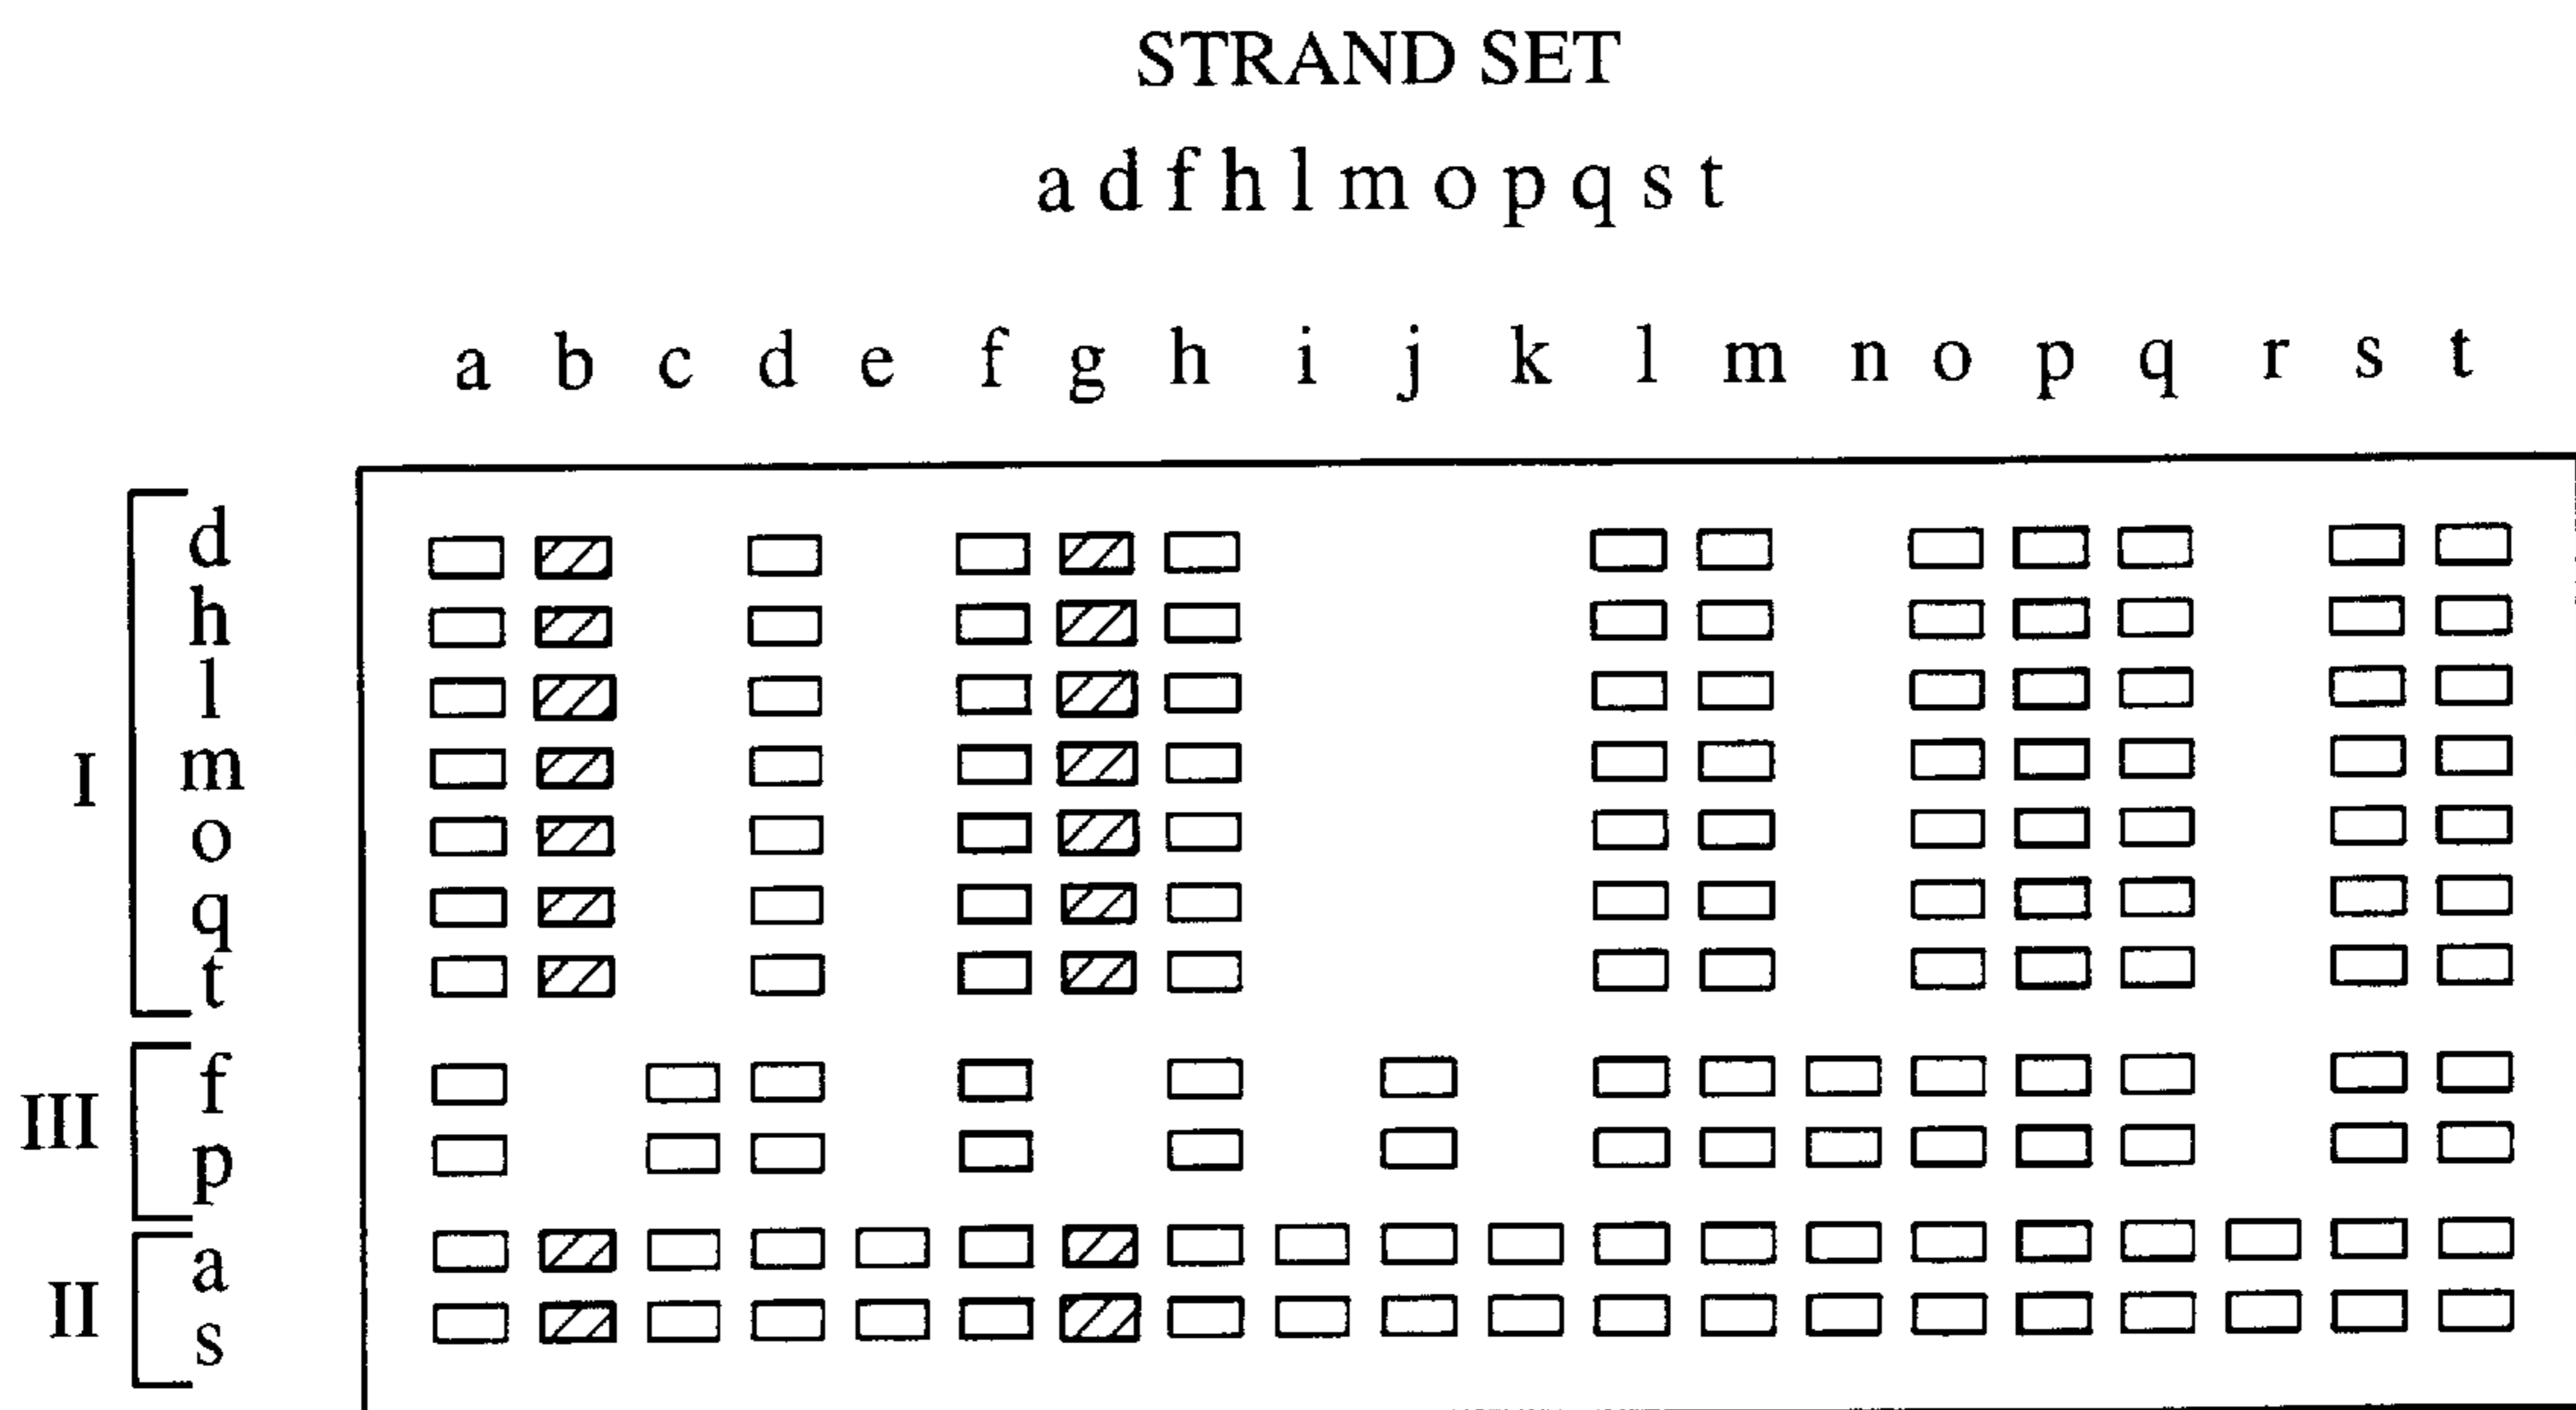 STRAND SET
a d f h l m o p q s t
a b c d e f g h i j k l m n o p q r s t
d
h
l
I m
o
q
t
f
III
p
a
II
s